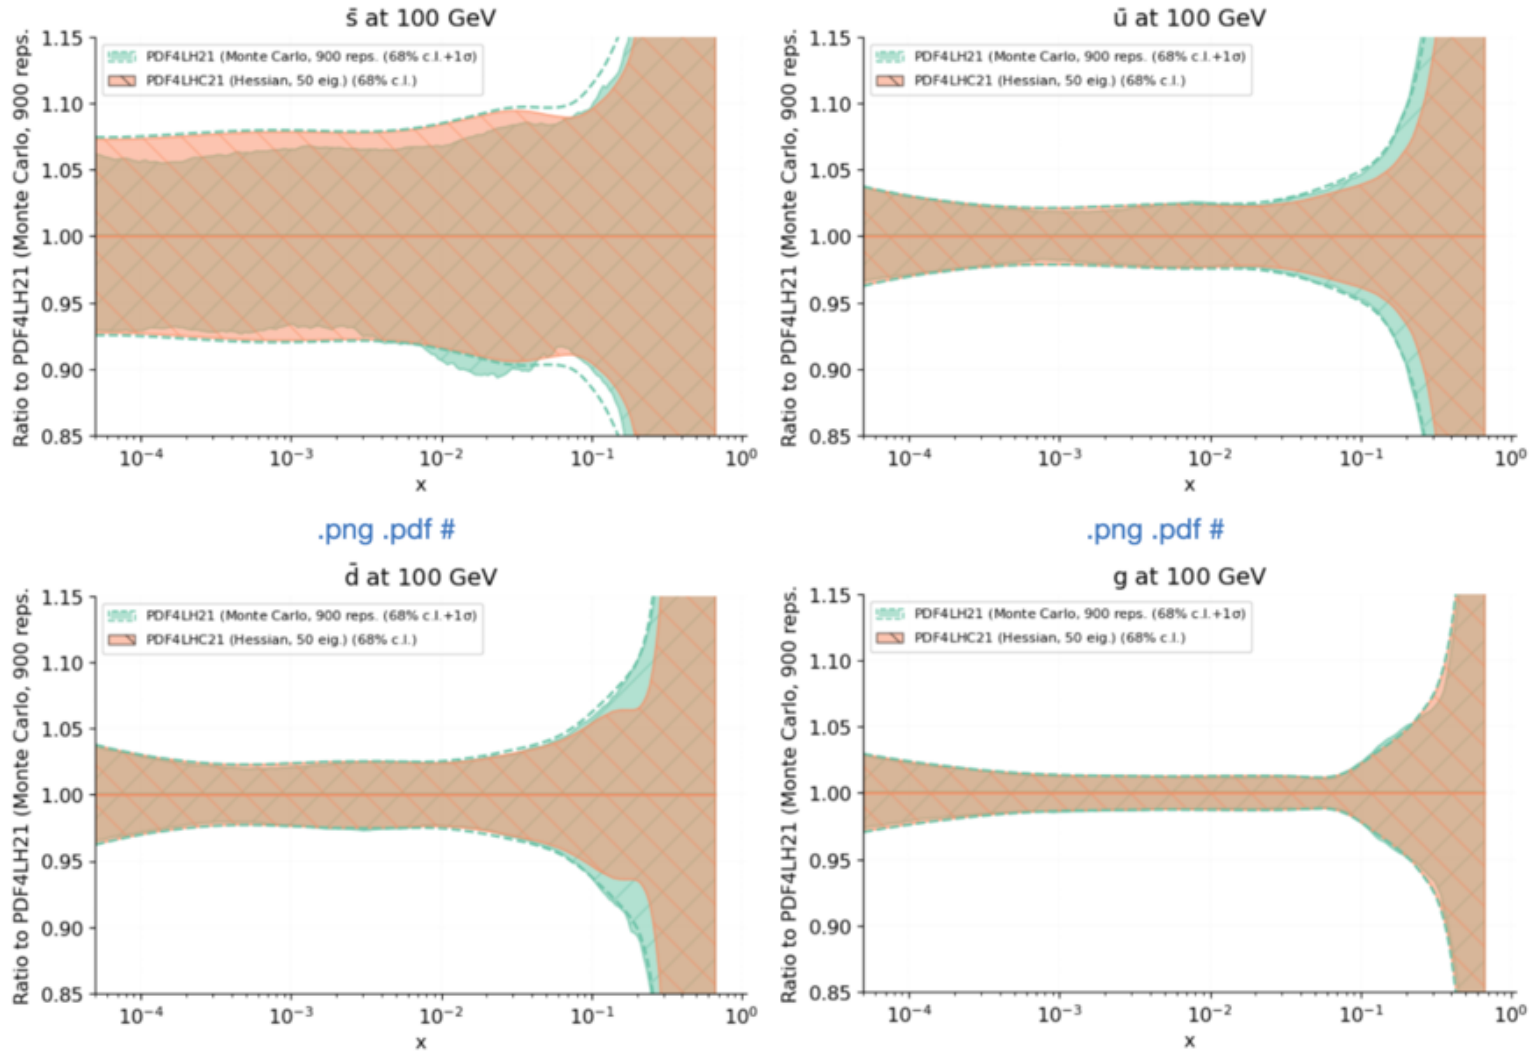 s̄ at 100 GeV
Ratio to PDF4LH21 (Monte Carlo, 900 reps.
PDF4LH21 (Monte Carlo, 900 reps. (68% c.l.+1σ)
PDF4LHC21 (Hessian, 50 eig.) (68% c.l.)
1.15
1.10
1.05
1.00
0.95
0.90
0.85
10⁻⁴ 10⁻³ 10⁻² 10⁻¹ 10⁰
x
.png .pdf #
ū at 100 GeV
Ratio to PDF4LH21 (Monte Carlo, 900 reps.
PDF4LH21 (Monte Carlo, 900 reps. (68% c.l.+1σ)
PDF4LHC21 (Hessian, 50 eig.) (68% c.l.)
1.15
1.10
1.05
1.00
0.95
0.90
0.85
10⁻⁴ 10⁻³ 10⁻² 10⁻¹ 10⁰
x
.png .pdf #
d̄ at 100 GeV
Ratio to PDF4LH21 (Monte Carlo, 900 reps.
PDF4LH21 (Monte Carlo, 900 reps. (68% c.l.+1σ)
PDF4LHC21 (Hessian, 50 eig.) (68% c.l.)
1.15
1.10
1.05
1.00
0.95
0.90
0.85
10⁻⁴ 10⁻³ 10⁻² 10⁻¹ 10⁰
x
g at 100 GeV
Ratio to PDF4LH21 (Monte Carlo, 900 reps.
PDF4LH21 (Monte Carlo, 900 reps. (68% c.l.+1σ)
PDF4LHC21 (Hessian, 50 eig.) (68% c.l.)
1.15
1.10
1.05
1.00
0.95
0.90
0.85
10⁻⁴ 10⁻³ 10⁻² 10⁻¹ 10⁰
x